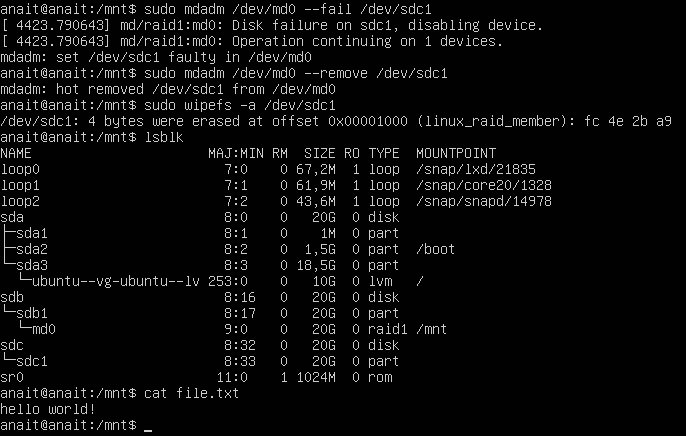 anait@anait:/mnt$ sudo mdadm /dev/md0 --fail /dev/sdc1
[ 4423.790643] md/raid1:md0: Disk failure on sdc1, disabling device.
[ 4423.790643] md/raid1:md0: Operation continuing on 1 devices.
mdadm: set /dev/sdc1 faulty in /dev/md0
anait@anait:/mnt$ sudo mdadm /dev/md0 --remove /dev/sdc1
mdadm: hot removed /dev/sdc1 from /dev/md0
anait@anait:/mnt$ sudo wipefs -a /dev/sdc1
/dev/sdc1: 4 bytes were erased at offset 0x00001000 (linux_raid_member): fc 4e 2b a9
anait@anait:/mnt$ lsblk
NAME                      MAJ:MIN RM  SIZE RO TYPE  MOUNTPOINT
loop0                       7:0    0 67,2M  1 loop  /snap/lxd/21835
loop1                       7:1    0 61,9M  1 loop  /snap/core20/1328
loop2                       7:2    0 43,6M  1 loop  /snap/snapd/14978
sda                         8:0    0   20G  0 disk
├─sda1                      8:1    0    1M  0 part
├─sda2                      8:2    0  1,5G  0 part  /boot
└─sda3                      8:3    0 18,5G  0 part
  └─ubuntu--vg-ubuntu--lv 253:0    0   10G  0 lvm   /
sdb                         8:16   0   20G  0 disk
└─sdb1                      8:17   0   20G  0 part
  └─md0                     9:0    0   20G  0 raid1 /mnt
sdc                         8:32   0   20G  0 disk
└─sdc1                      8:33   0   20G  0 part
sr0                        11:0    1 1024M  0 rom
anait@anait:/mnt$ cat file.txt
hello world!
anait@anait:/mnt$ _